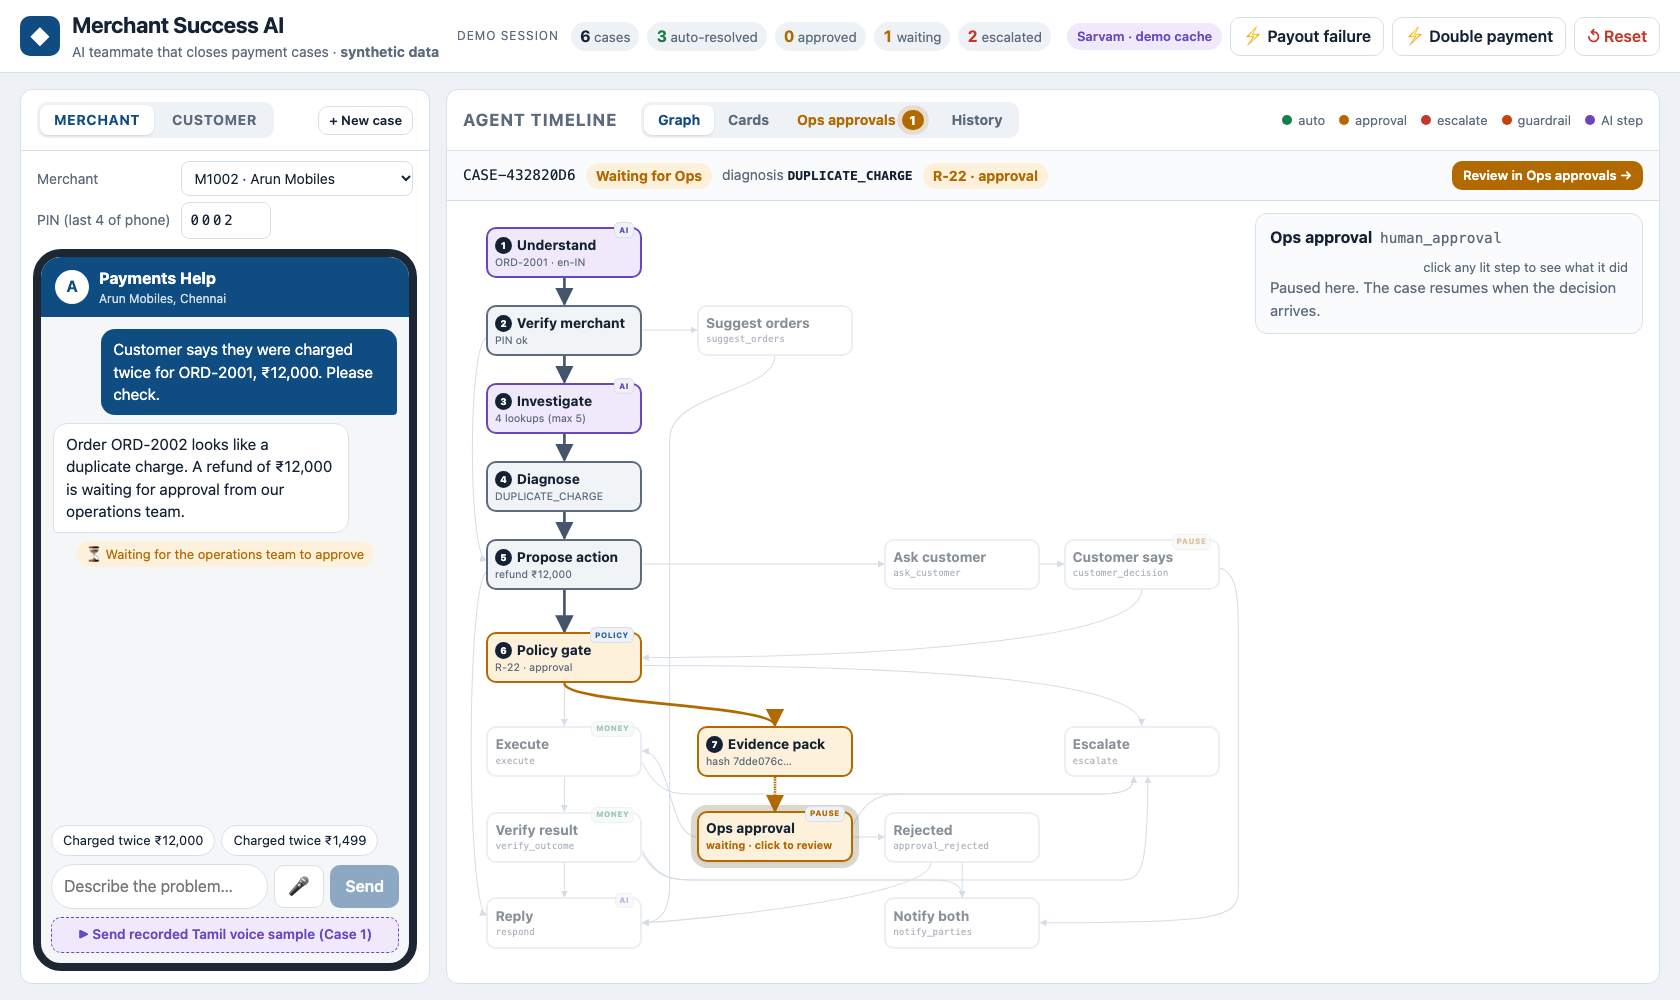 Merchant Success AI
AI teammate that closes payment cases · synthetic data
DEMO SESSION
6 cases
3 auto-resolved
0 approved
1 waiting
2 escalated
Sarvam · demo cache
⚡ Payout failure
⚡ Double payment
↺ Reset
MERCHANT
CUSTOMER
+ New case
Merchant
M1002 · Arun Mobiles
PIN (last 4 of phone)
0002
A
Payments Help
Arun Mobiles, Chennai
Customer says they were charged
twice for ORD-2001, ₹12,000. Please
check.
Order ORD-2002 looks like a
duplicate charge. A refund of ₹12,000
is waiting for approval from our
operations team.
⏳ Waiting for the operations team to approve
Charged twice ₹12,000
Charged twice ₹1,499
Describe the problem...
Send
▶ Send recorded Tamil voice sample (Case 1)
AGENT TIMELINE
Graph
Cards
Ops approvals 1
History
auto
approval
escalate
guardrail
AI step
CASE-432820D6
Waiting for Ops
diagnosis DUPLICATE_CHARGE
R-22 · approval
Review in Ops approvals →
Ops approval human_approval
click any lit step to see what it did
Paused here. The case resumes when the decision
arrives.
AI
1 Understand
ORD-2001 · en-IN
2 Verify merchant
PIN ok
Suggest orders
suggest_orders
AI
3 Investigate
4 lookups (max 5)
4 Diagnose
DUPLICATE_CHARGE
5 Propose action
refund ₹12,000
Ask customer
ask_customer
PAUSE
Customer says
customer_decision
POLICY
6 Policy gate
R-22 · approval
MONEY
Execute
execute
7 Evidence pack
hash 7dde076c...
Escalate
escalate
MONEY
Verify result
verify_outcome
PAUSE
Ops approval
waiting · click to review
Rejected
approval_rejected
AI
Reply
respond
Notify both
notify_parties